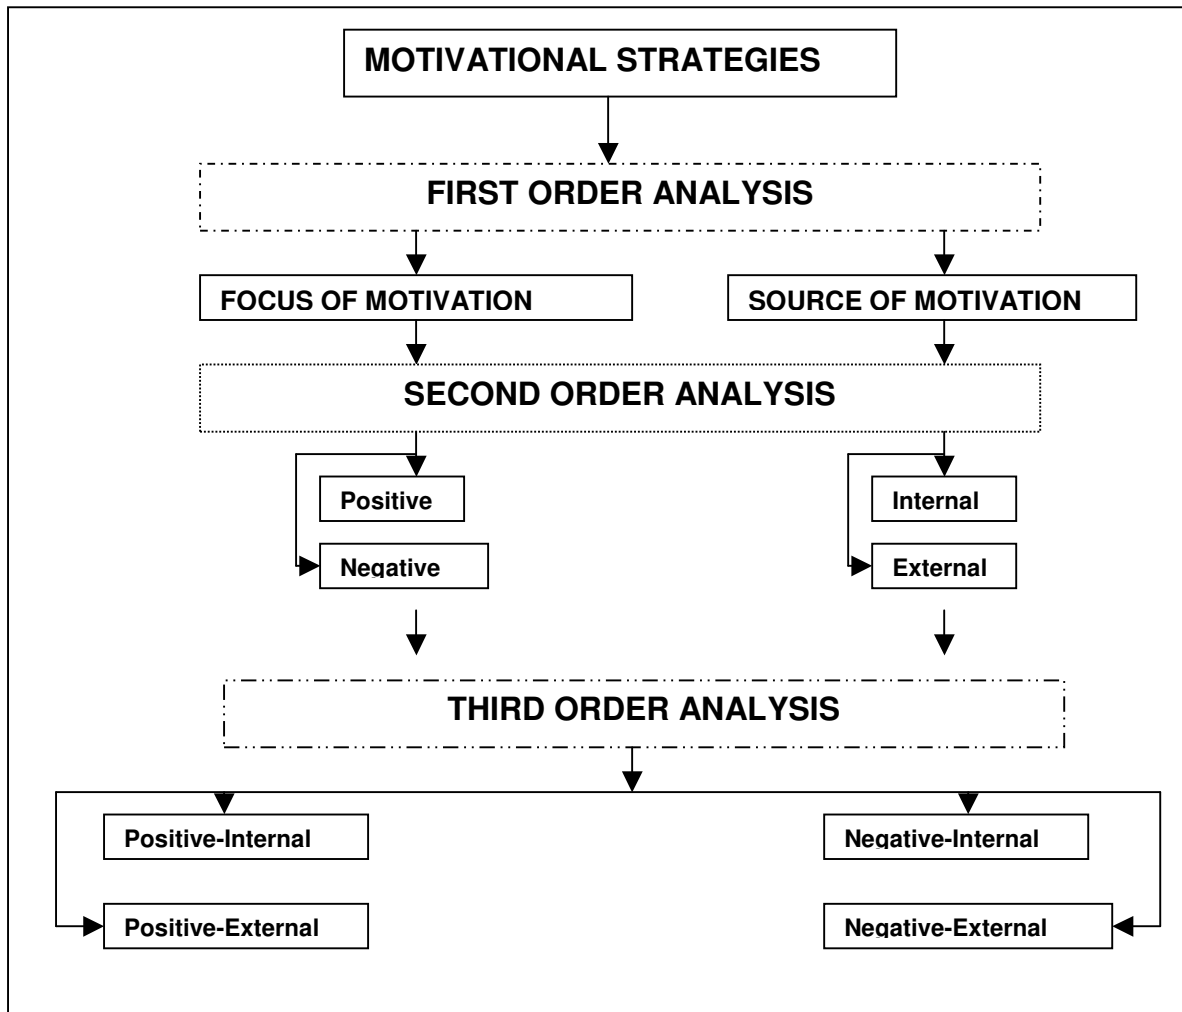 MOTIVATIONAL STRATEGIES
FIRST ORDER ANALYSIS
FOCUS OF MOTIVATION
SOURCE OF MOTIVATION
SECOND ORDER ANALYSIS
Positive
Internal
Negative
External
THIRD ORDER ANALYSIS
Positive-Internal
Negative-Internal
Positive-External
Negative-External